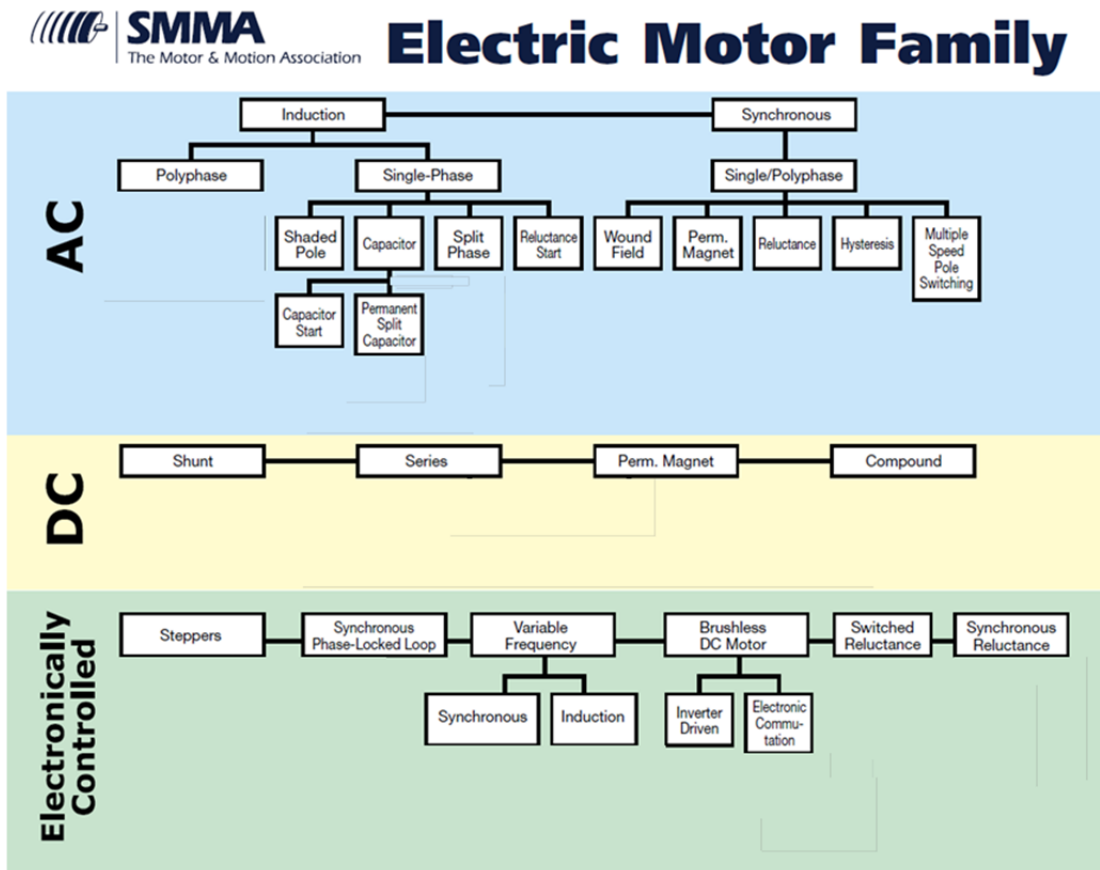 SMMA
The Motor & Motion Association
Electric Motor Family
AC
Induction
Synchronous
Polyphase
Single-Phase
Single/Polyphase
Shaded
Pole
Capacitor
Split
Phase
Reluctance
Start
Wound
Field
Perm.
Magnet
Reluctance
Hysteresis
Multiple
Speed
Pole
Switching
Capacitor
Start
Permanent
Split
Capacitor
DC
Shunt
Series
Perm. Magnet
Compound
Electronically
Controlled
Steppers
Synchronous
Phase-Locked Loop
Variable
Frequency
Brushless
DC Motor
Switched
Reluctance
Synchronous
Reluctance
Synchronous
Induction
Inverter
Driven
Electronic
Commu-
tation